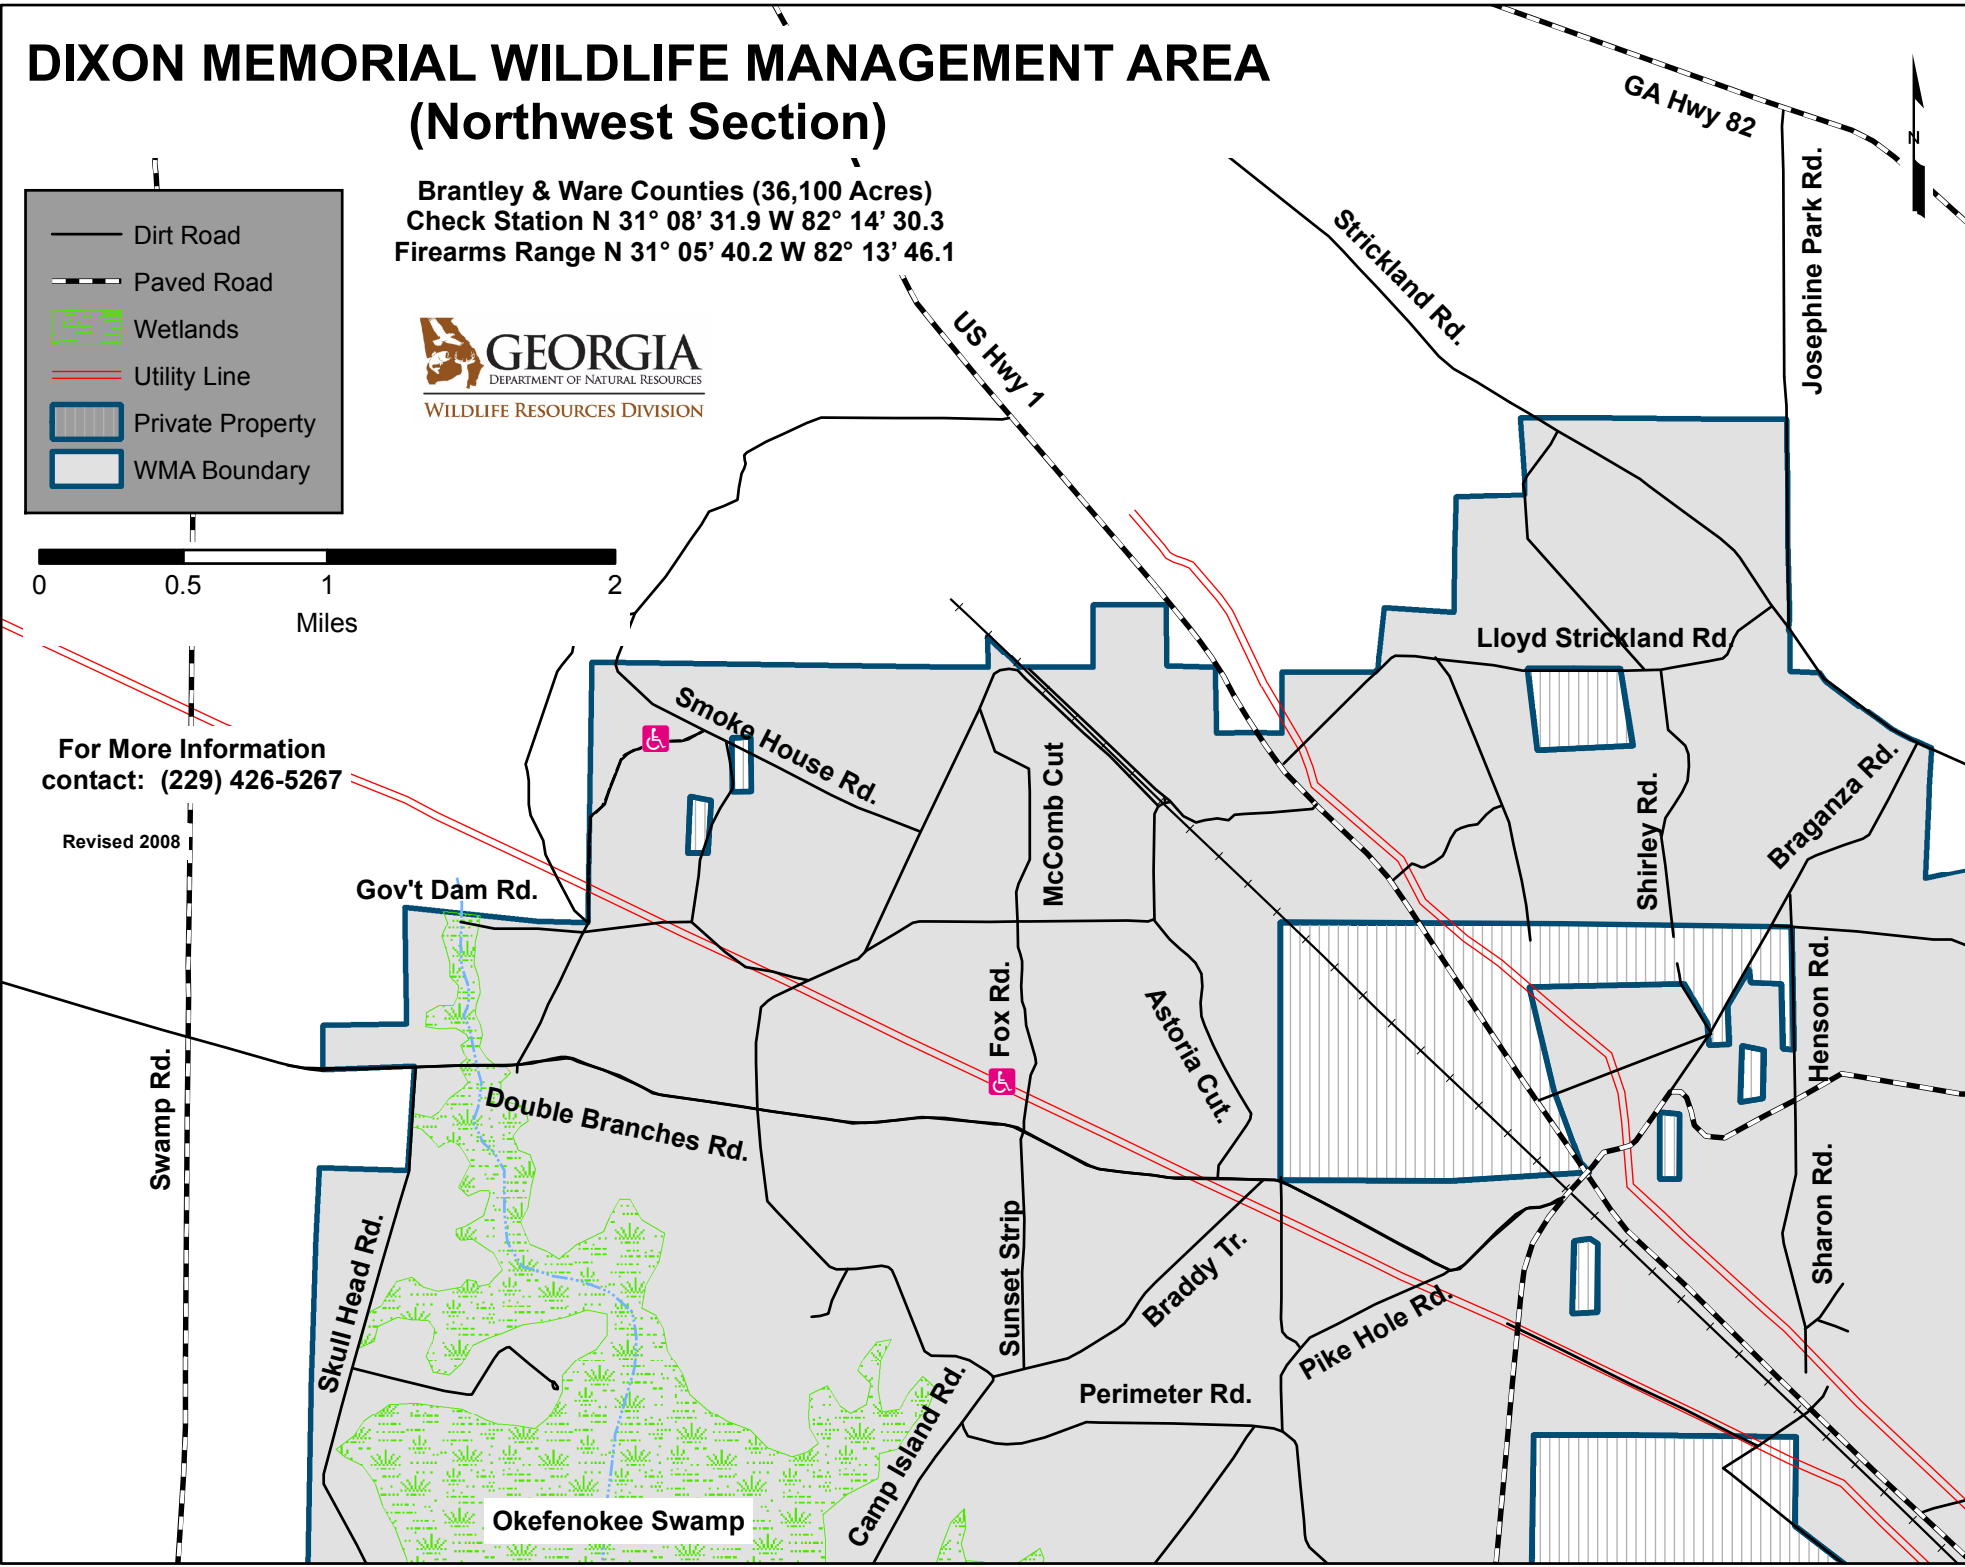 DIXON MEMORIAL WILDLIFE MANAGEMENT AREA
(Northwest Section)
Brantley & Ware Counties (36,100 Acres)
Check Station N 31° 08’ 31.9 W 82° 14’ 30.3
Firearms Range N 31° 05’ 40.2 W 82° 13’ 46.1
GEORGIA
DEPARTMENT OF NATURAL RESOURCES
WILDLIFE RESOURCES DIVISION
Dirt Road
Paved Road
Wetlands
Utility Line
Private Property
WMA Boundary
0 0.5 1 2
Miles
For More Information
contact: (229) 426-5267
Revised 2008
N
GA Hwy 82
Josephine Park Rd.
Strickland Rd.
US Hwy 1
Lloyd Strickland Rd.
Smoke House Rd.
McComb Cut
Shirley Rd.
Braganza Rd.
Gov't Dam Rd.
Fox Rd.
Astoria Cut.
Henson Rd.
Swamp Rd.
Double Branches Rd.
Sharon Rd.
Skull Head Rd.
Sunset Strip
Braddy Tr.
Pike Hole Rd.
Perimeter Rd.
Camp Island Rd.
Okefenokee Swamp